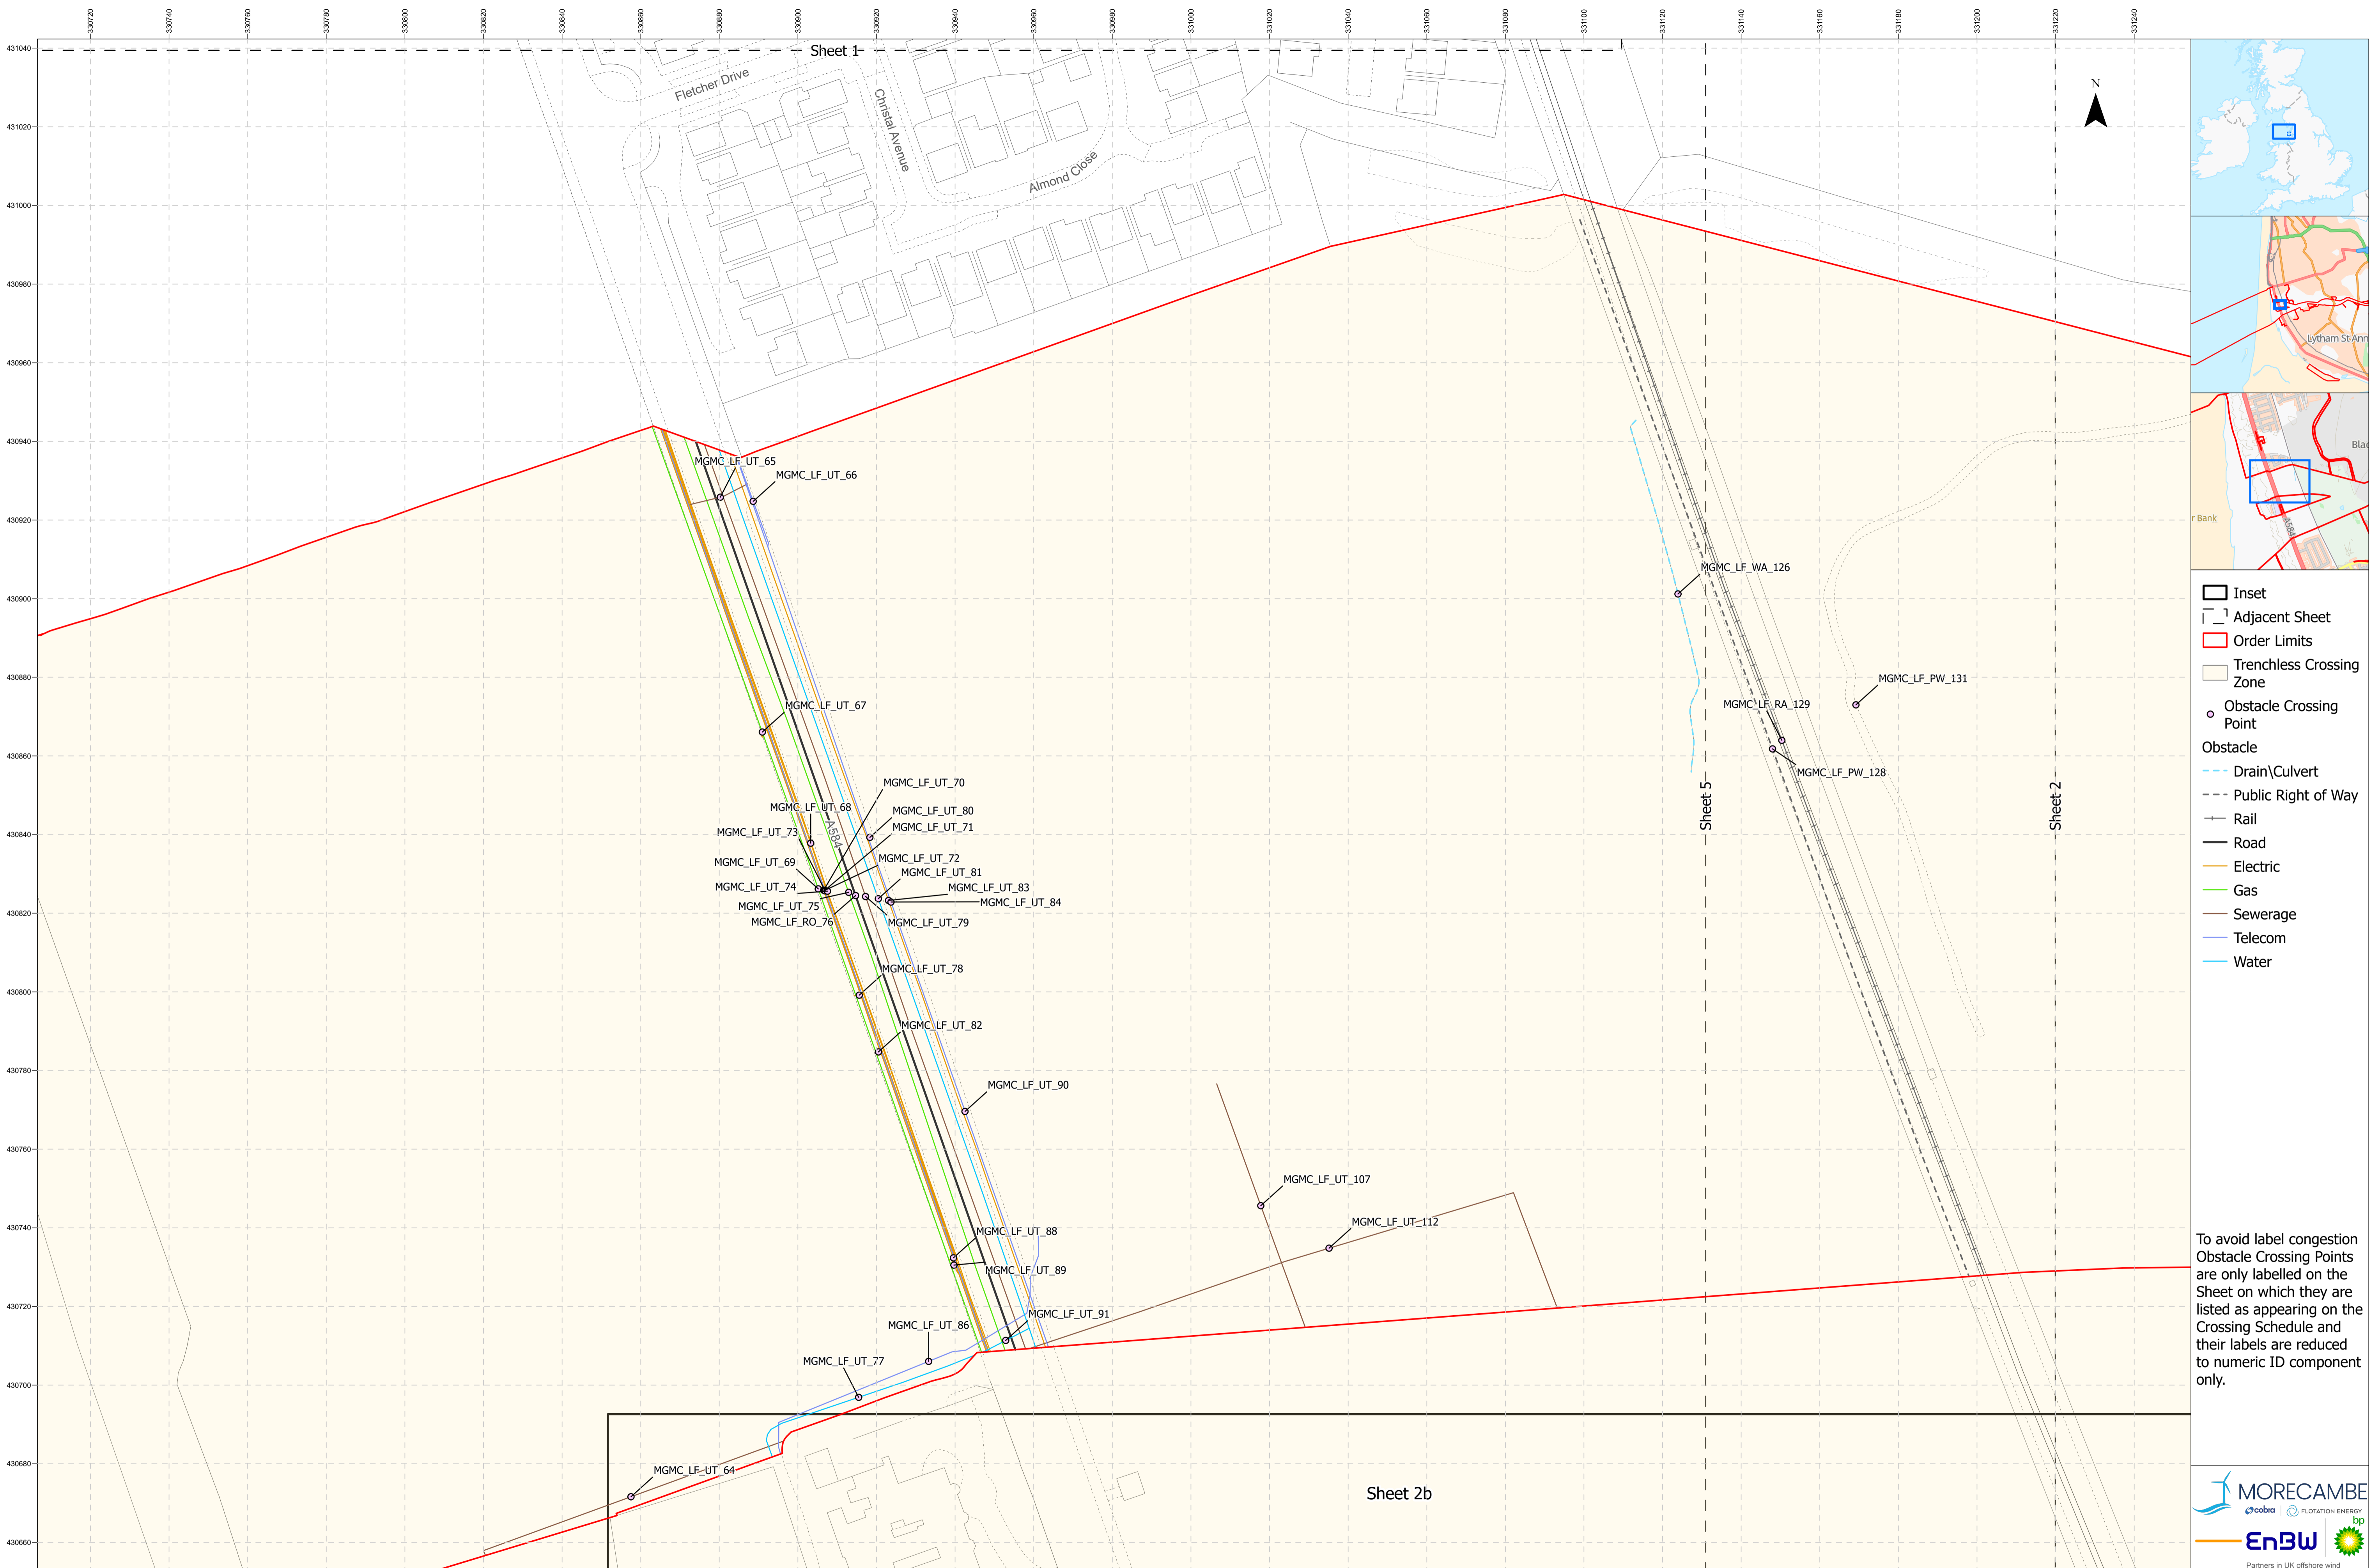 330720
330740
330760
330780
330800
330820
330840
330860
330880
330900
330920
330940
330960
330980
331000
331020
331040
331060
331080
331100
331120
331140
331160
331180
331200
331220
331240
431040
431020
431000
430980
430960
430940
430920
430900
430880
430860
430840
430820
430800
430780
430760
430740
430720
430700
430680
430660
Sheet 1
Fletcher Drive
Christal Avenue
Almond Close
N
MGMC_LF_UT_65
MGMC_LF_UT_66
MGMC_LF_WA_126
MGMC_LF_PW_131
MGMC_LF_RA_129
MGMC_LF_PW_128
MGMC_LF_UT_67
MGMC_LF_UT_70
MGMC_LF_UT_68
MGMC_LF_UT_80
A584
MGMC_LF_UT_73
MGMC_LF_UT_71
MGMC_LF_UT_69
MGMC_LF_UT_72
MGMC_LF_UT_81
MGMC_LF_UT_74
MGMC_LF_UT_83
MGMC_LF_UT_84
MGMC_LF_UT_75
MGMC_LF_RO_76
MGMC_LF_UT_79
Sheet 5
Sheet 2
MGMC_LF_UT_78
MGMC_LF_UT_82
MGMC_LF_UT_90
MGMC_LF_UT_107
MGMC_LF_UT_112
MGMC_LF_UT_88
MGMC_LF_UT_89
MGMC_LF_UT_91
MGMC_LF_UT_86
MGMC_LF_UT_77
MGMC_LF_UT_64
Sheet 2b
Lytham St Ann
Blac
r Bank
A584
Inset
Adjacent Sheet
Order Limits
Trenchless Crossing
Zone
Obstacle Crossing
Point
Obstacle
Drain\Culvert
Public Right of Way
Rail
Road
Electric
Gas
Sewerage
Telecom
Water
To avoid label congestion
Obstacle Crossing Points
are only labelled on the
Sheet on which they are
listed as appearing on the
Crossing Schedule and
their labels are reduced
to numeric ID component
only.
MORECAMBE
cobra FLOTATION ENERGY
EnBW bp
Partners in UK offshore wind